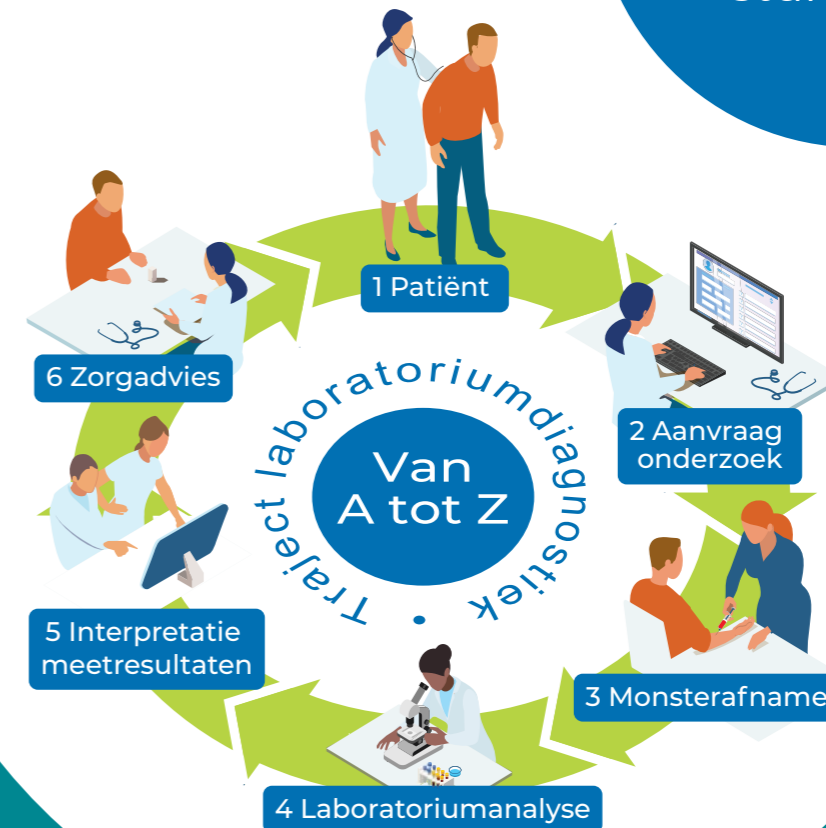 1 Patiënt
2 Aanvraag
onderzoek
3 Monsterafname
4 Laboratoriumanalyse
5 Interpretatie
meetresultaten
6 Zorgadvies
Traject laboratoriumdiagnostiek •
Van
A tot Z